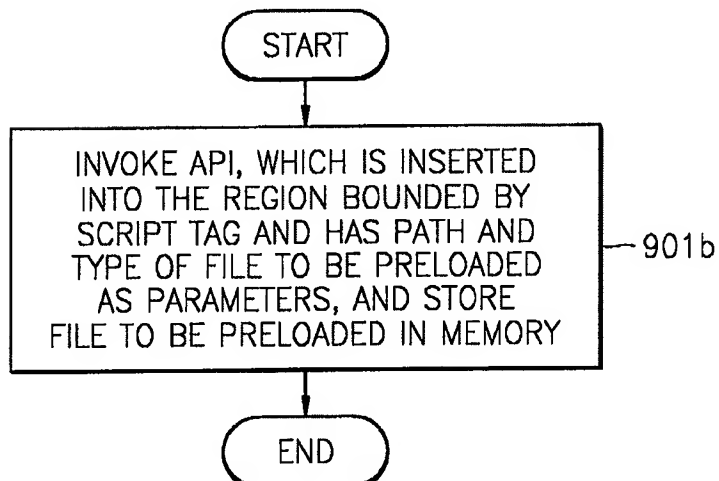 START
INVOKE API, WHICH IS INSERTED
INTO THE REGION BOUNDED BY
SCRIPT TAG AND HAS PATH AND
TYPE OF FILE TO BE PRELOADED
AS PARAMETERS, AND STORE
FILE TO BE PRELOADED IN MEMORY
901b
END